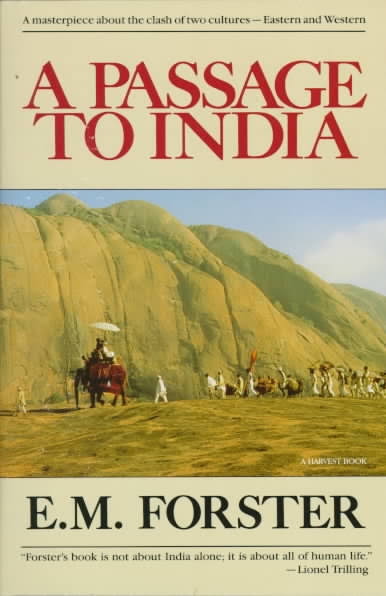 A masterpiece about the clash of two cultures—Eastern and Western
A PASSAGE
TO INDIA
A HARVEST BOOK
E.M. FORSTER
“Forster's book is not about India alone; it is about all of human life.”
—Lionel Trilling